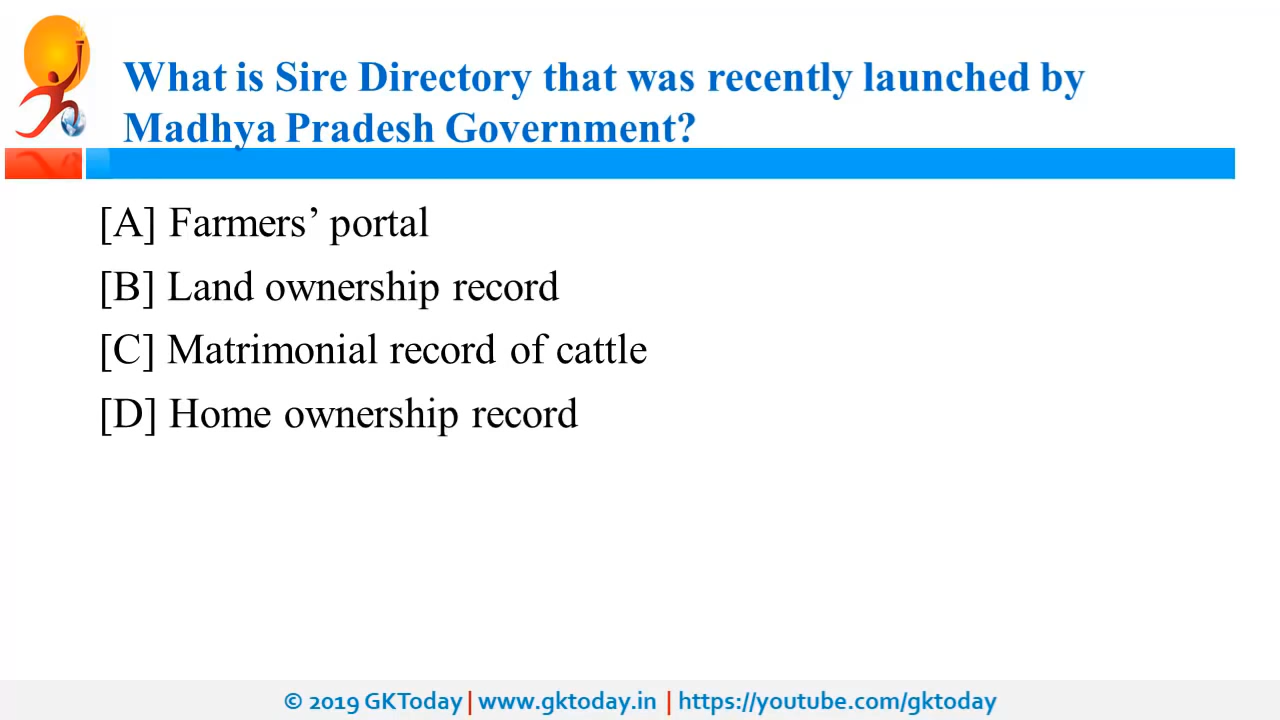 What is Sire Directory that was recently launched by
Madhya Pradesh Government?
[A] Farmers’ portal
[B] Land ownership record
[C] Matrimonial record of cattle
[D] Home ownership record
© 2019 GKToday | www.gktoday.in | https://youtube.com/gktoday